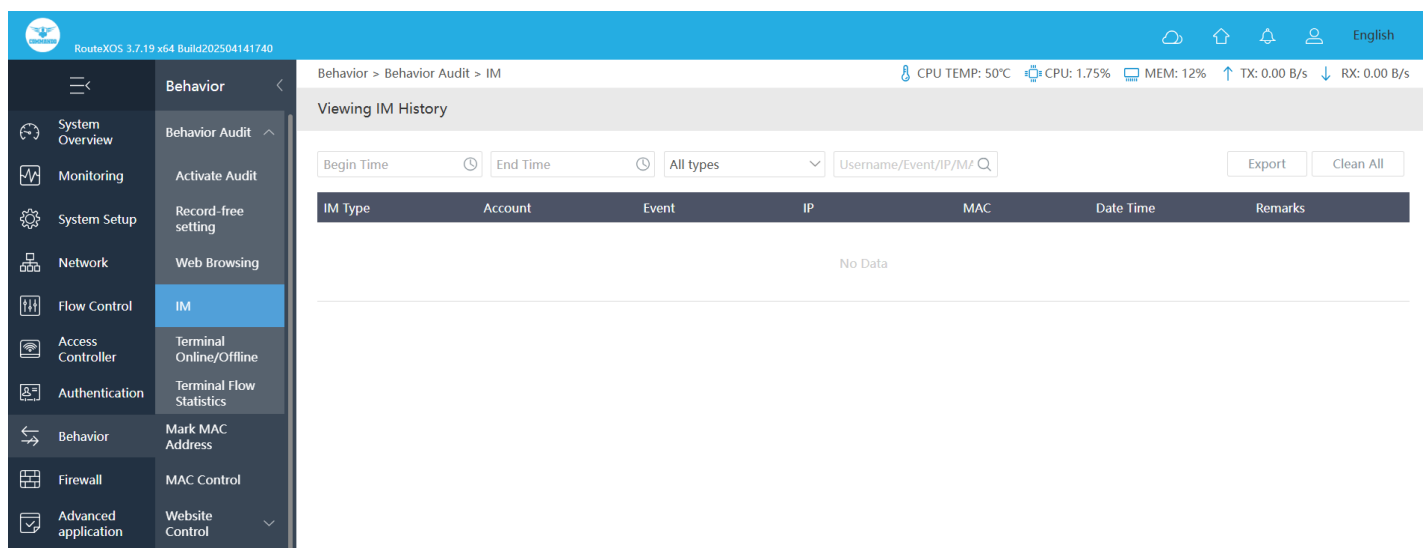 RouteXOS 3.7.19 x64 Build202504141740
English
Behavior
Behavior > Behavior Audit > IM
CPU TEMP: 50℃
CPU: 1.75%
MEM: 12%
TX: 0.00 B/s
RX: 0.00 B/s
Viewing IM History
System
Overview
Monitoring
System Setup
Network
Flow Control
Access
Controller
Authentication
Behavior
Firewall
Advanced
application
Behavior Audit
Activate Audit
Record-free
setting
Web Browsing
IM
Terminal
Online/Offline
Terminal Flow
Statistics
Mark MAC
Address
MAC Control
Website
Control
Begin Time
End Time
All types
Username/Event/IP/MA
Export
Clean All
IM Type Account Event IP MAC Date Time Remarks
No Data